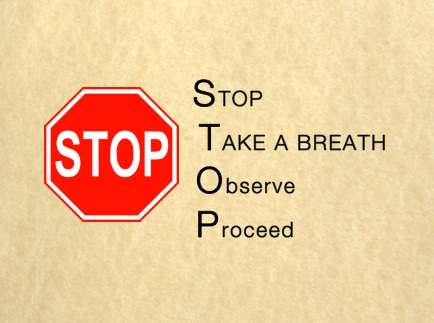 STOP
STOP
TAKE A BREATH
Observe
Proceed